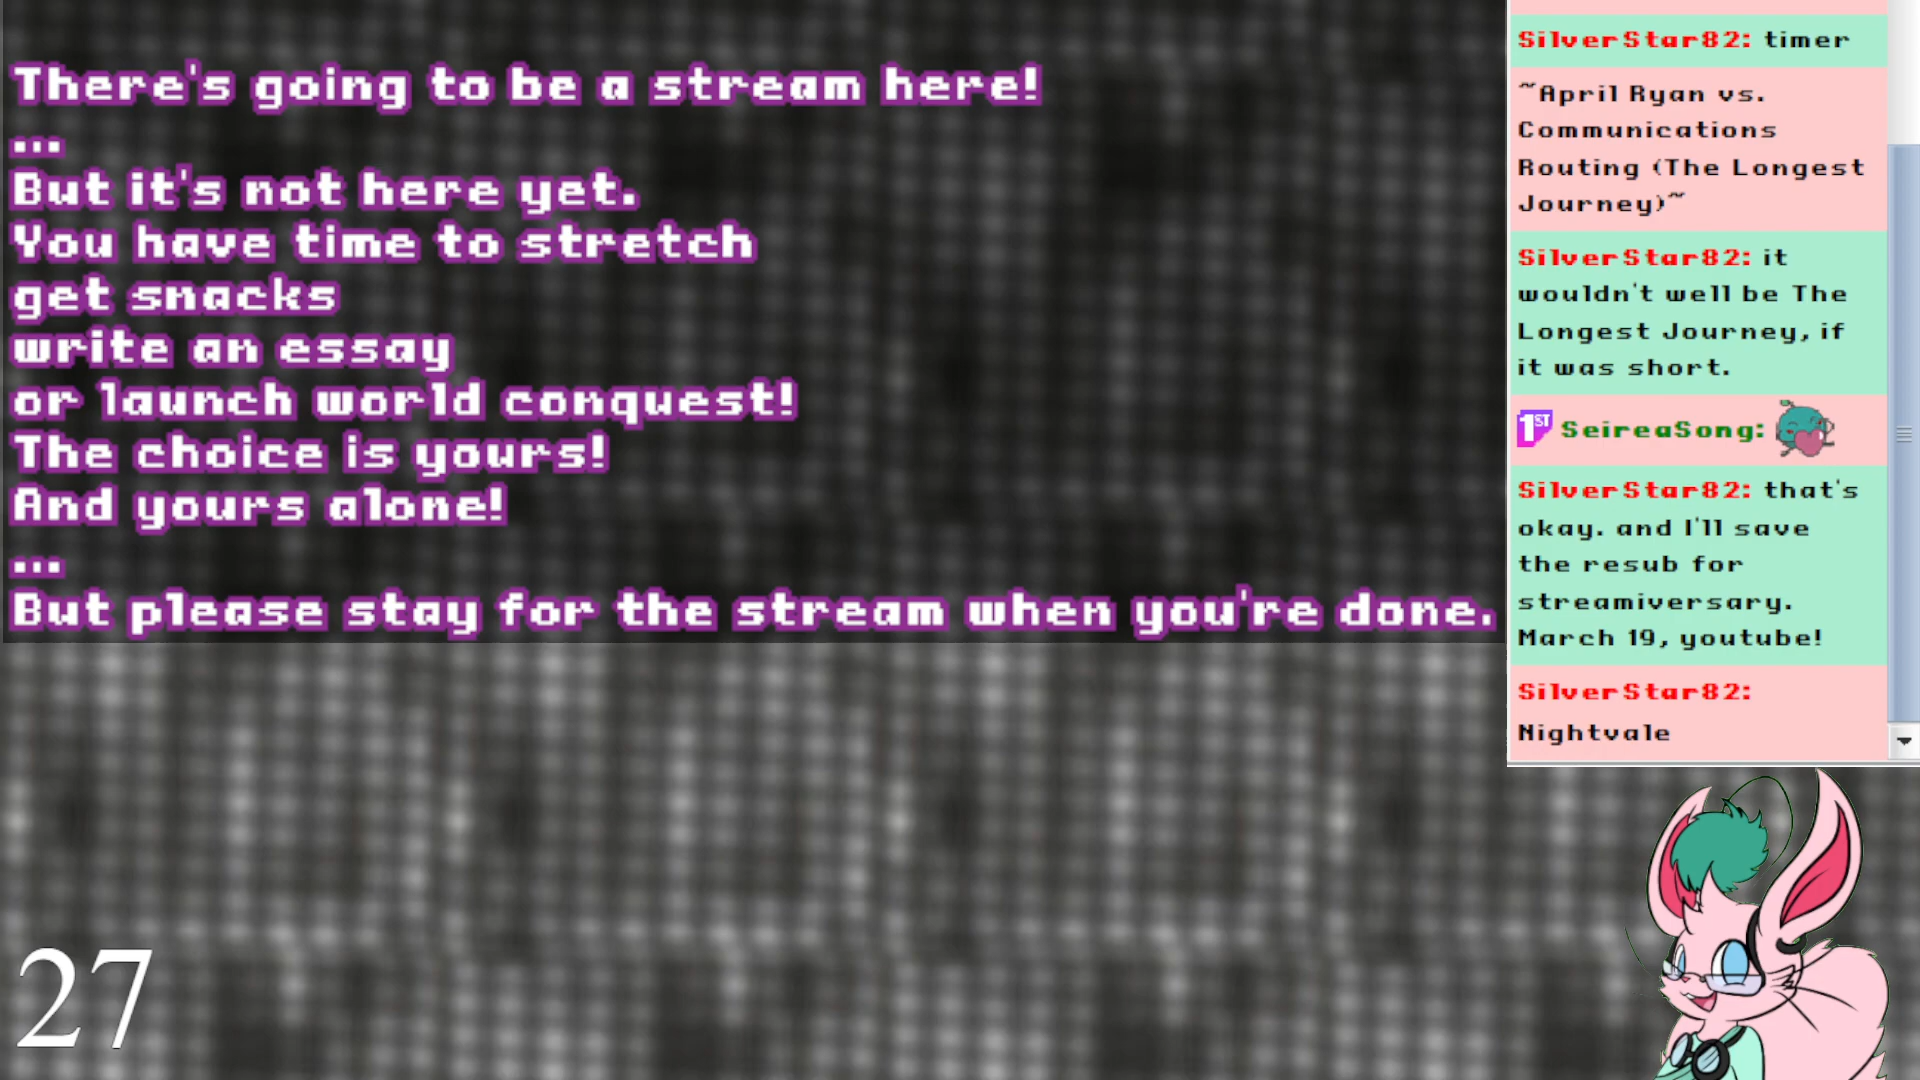 There's going to be a stream here!
...
But it's not here yet.
You have time to stretch
get snacks
write an essay
or launch world conquest!
The choice is yours!
And yours alone!
...
But please stay for the stream when you're done.
27
SilverStar82: timer
~April Ryan vs.
Communications
Routing (The Longest
Journey)~
SilverStar82: it
wouldn't well be The
Longest Journey, if
it was short.
1ST SeireaSong:
SilverStar82: that's
okay. and I'll save
the resub for
streamiversary.
March 19, youtube!
SilverStar82:
Nightvale